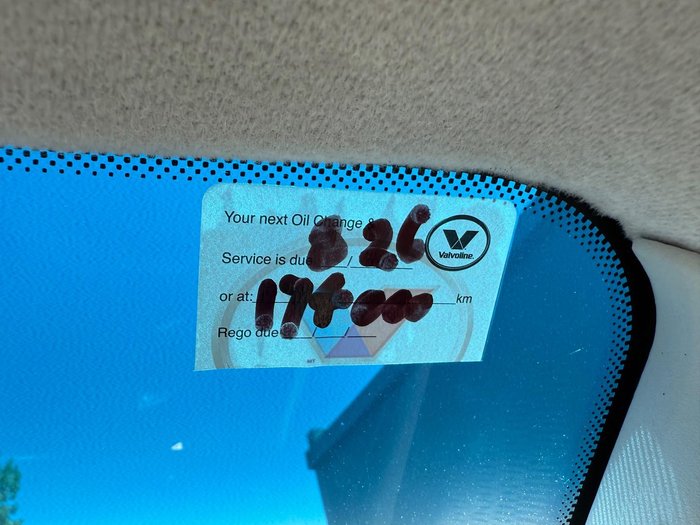 Your next Oil Change &
Valvoline.
Service is due 8/26
or at: 174000 km
Rego due / /